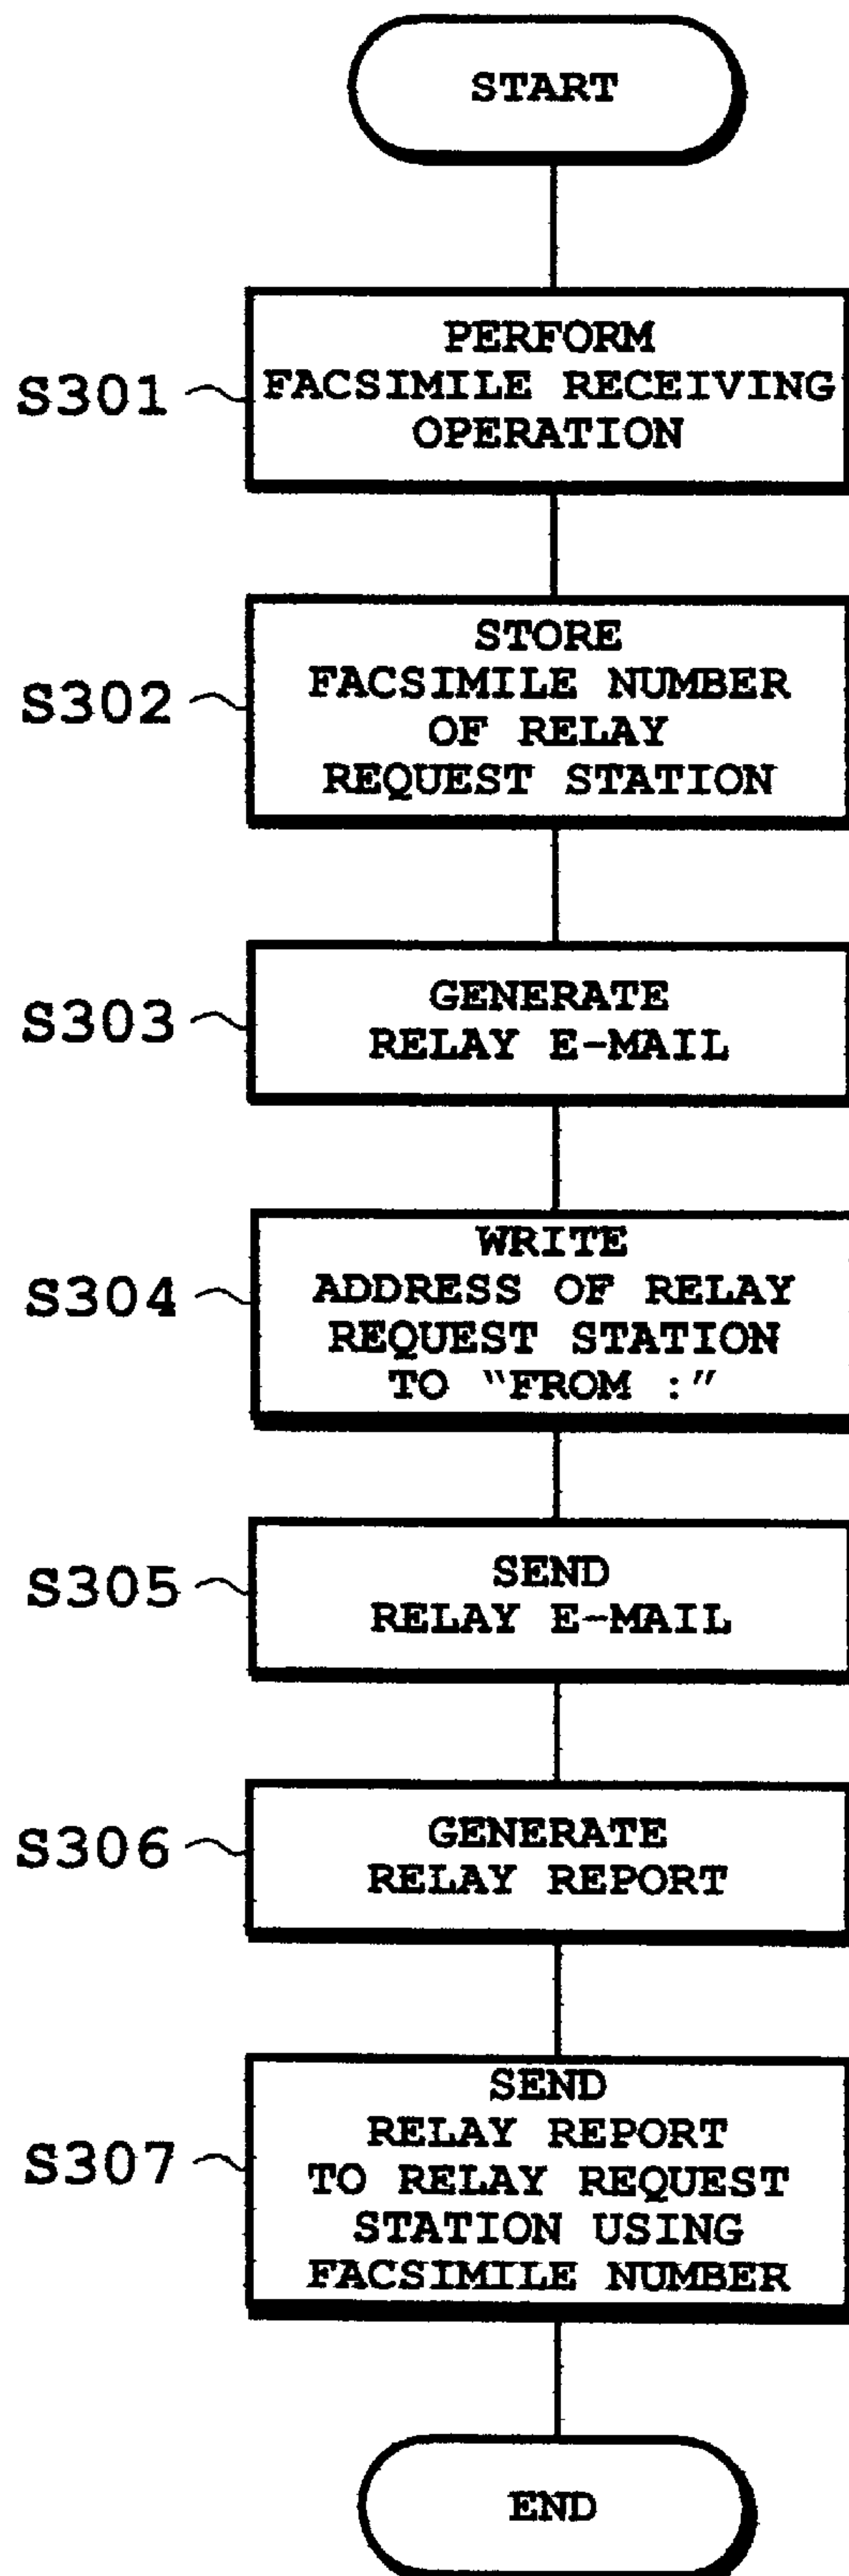 START
S301
PERFORM
FACSIMILE RECEIVING
OPERATION
S302
STORE
FACSIMILE NUMBER
OF RELAY
REQUEST STATION
S303
GENERATE
RELAY E-MAIL
S304
WRITE
ADDRESS OF RELAY
REQUEST STATION
TO “FROM :”
S305
SEND
RELAY E-MAIL
S306
GENERATE
RELAY REPORT
S307
SEND
RELAY REPORT
TO RELAY REQUEST
STATION USING
FACSIMILE NUMBER
END